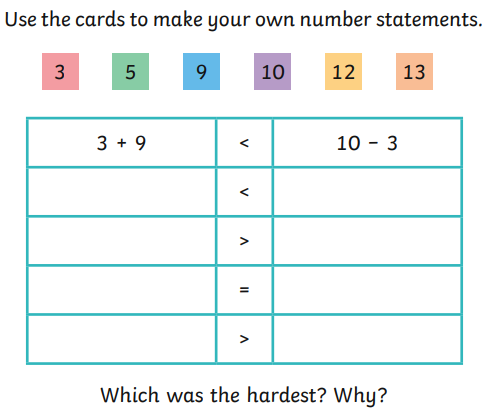 Use the cards to make your own number statements.
3 5 9 10 12 13
3 + 9 < 10 − 3
<
>
=
>
Which was the hardest? Why?